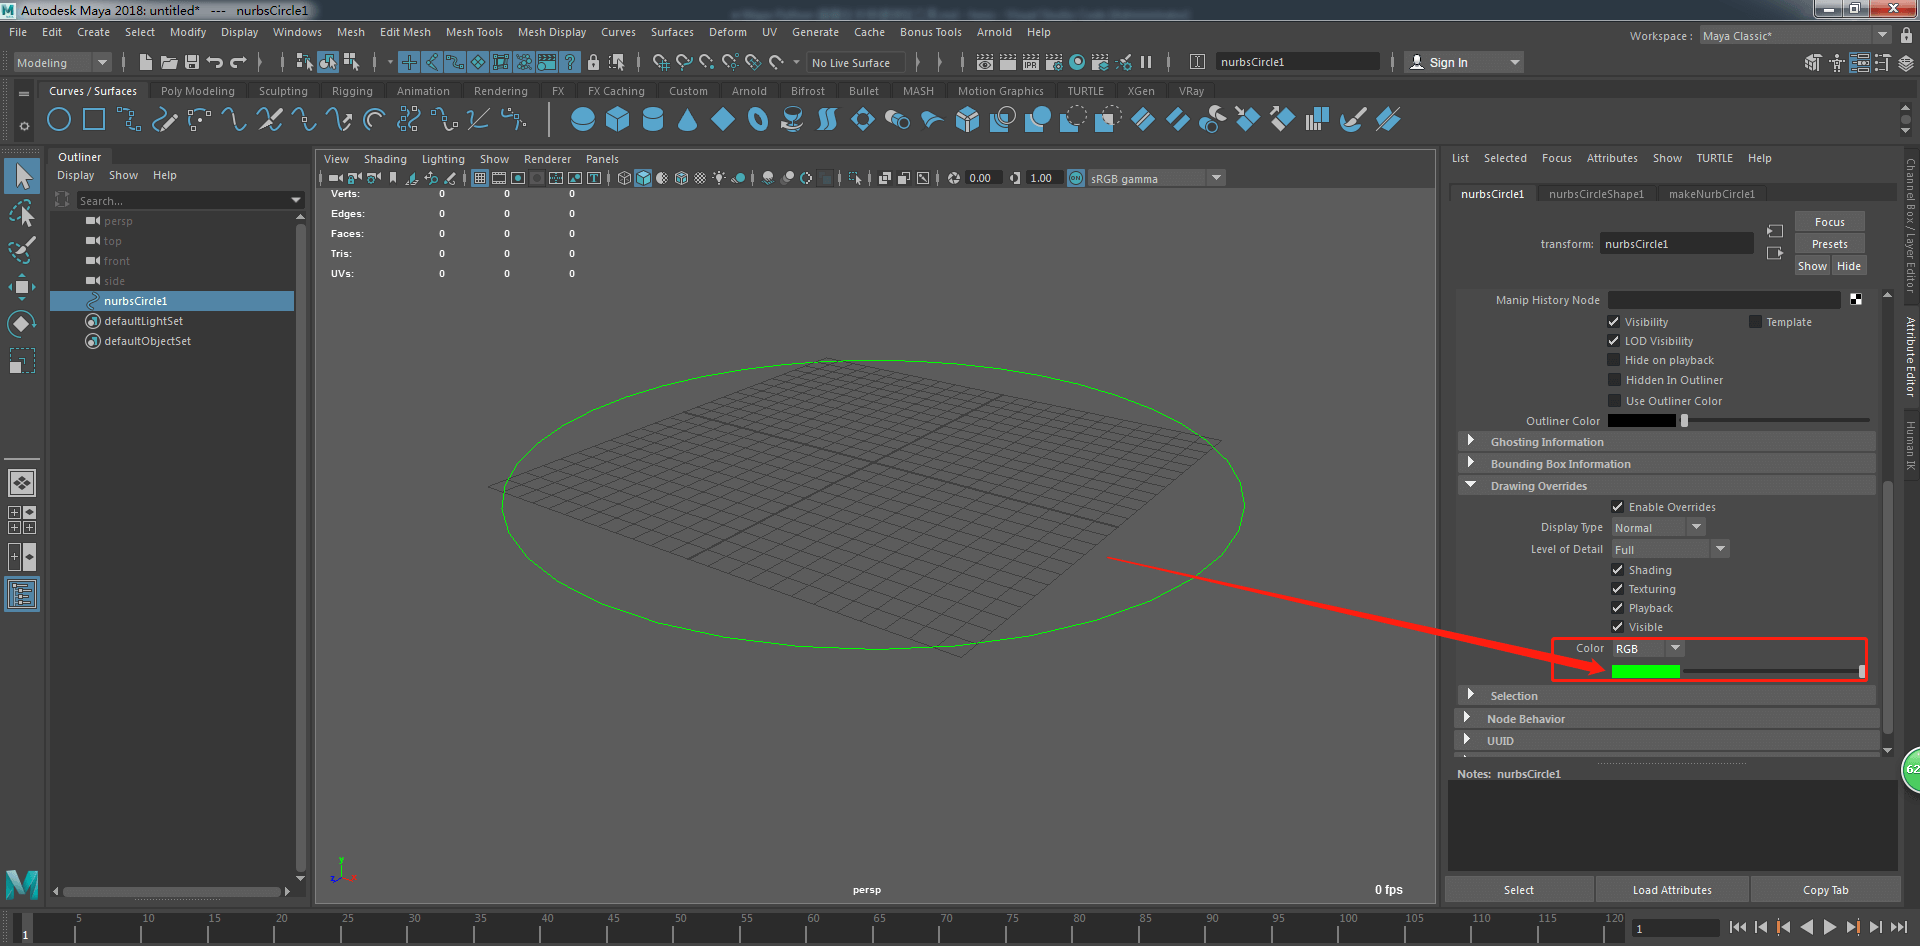 Autodesk Maya 2018: untitled* --- nurbsCircle1
File Edit Create Select Modify Display Windows Mesh Edit Mesh Mesh Tools Mesh Display Curves Surfaces Deform UV Generate Cache Bonus Tools Arnold Help
Workspace : Maya Classic*
Modeling
No Live Surface
IPR
nurbsCircle1
Sign In
Curves / Surfaces Poly Modeling Sculpting Rigging Animation Rendering FX FX Caching Custom Arnold Bifrost Bullet MASH Motion Graphics TURTLE XGen VRay
Outliner
Display Show Help
Search...
persp
top
front
side
nurbsCircle1
defaultLightSet
defaultObjectSet
View Shading Lighting Show Renderer Panels
0.00 1.00 ON sRGB gamma
Verts: 0 0 0
Edges: 0 0 0
Faces: 0 0 0
Tris: 0 0 0
UVs: 0 0 0
y
z
persp
0 fps
List Selected Focus Attributes Show TURTLE Help
nurbsCircle1 nurbsCircleShape1 makeNurbCircle1
transform: nurbsCircle1
Focus
Presets
Show Hide
Manip History Node
Visibility Template
LOD Visibility
Hide on playback
Hidden In Outliner
Use Outliner Color
Outliner Color
Ghosting Information
Bounding Box Information
Drawing Overrides
Enable Overrides
Display Type Normal
Level of Detail Full
Shading
Texturing
Playback
Visible
Color RGB
Selection
Node Behavior
UUID
Notes: nurbsCircle1
Select Load Attributes Copy Tab
Channel Box / Layer Editor
Attribute Editor
Human IK
62
5 10 15 20 25 30 35 40 45 50 55 60 65 70 75 80 85 90 95 100 105 110 115 120
1
1